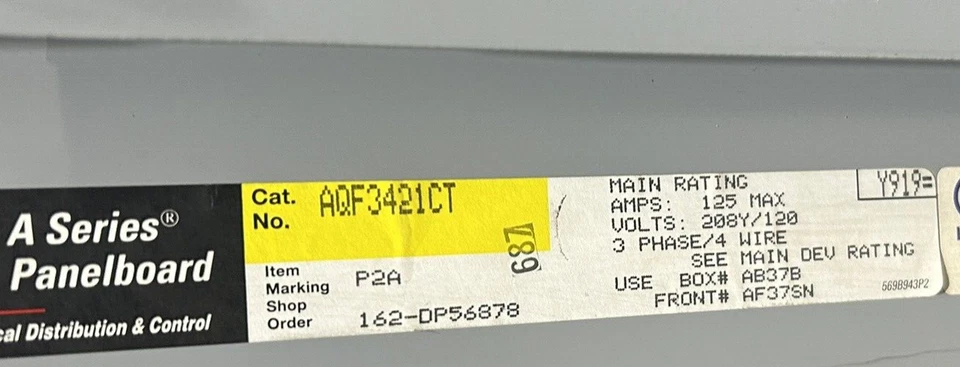 A Series®
Panelboard
cal Distribution & Control
Cat. No. AQF3421CT
Item Marking P2A
Shop Order 162-DP56878
687
MAIN RATING
AMPS: 125 MAX
VOLTS: 208Y/120
3 PHASE/4 WIRE
SEE MAIN DEV RATING
USE BOX# AB37B
FRONT# AF37SN
Y919=
569B943P2